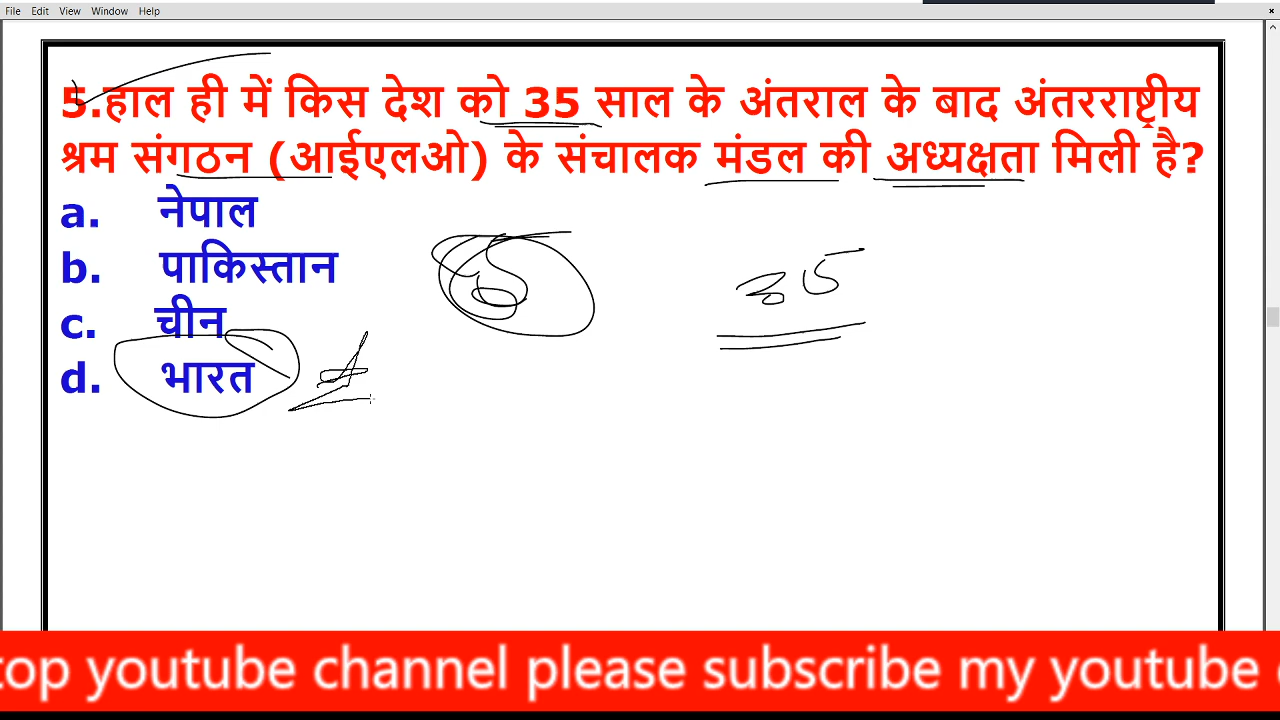 File Edit View Window Help
5.हाल ही में किस देश को 35 साल के अंतराल के बाद अंतरराष्ट्रीय
श्रम संगठन (आईएलओ) के संचालक मंडल की अध्यक्षता मिली है?
a. नेपाल
b. पाकिस्तान
c. चीन
d. भारत
35
top youtube channel please subscribe my youtube